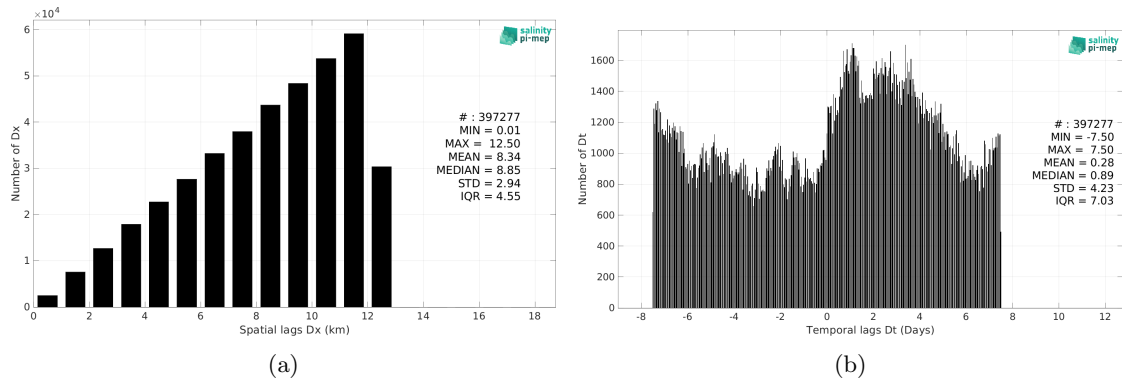 ×10⁴
6
5
4
3
2
1
0
Number of Dx
0 2 4 6 8 10 12 14 16 18
Spatial lags Dx (km)
salinity
pi-mep
# : 397277
MIN = 0.01
MAX = 12.50
MEAN = 8.34
MEDIAN = 8.85
STD = 2.94
IQR = 4.55
(a)
1600
1400
1200
1000
800
600
400
200
0
Number of Dt
-8 -6 -4 -2 0 2 4 6 8 10 12
Temporal lags Dt (Days)
salinity
pi-mep
# : 397277
MIN = -7.50
MAX = 7.50
MEAN = 0.28
MEDIAN = 0.89
STD = 4.23
IQR = 7.03
(b)